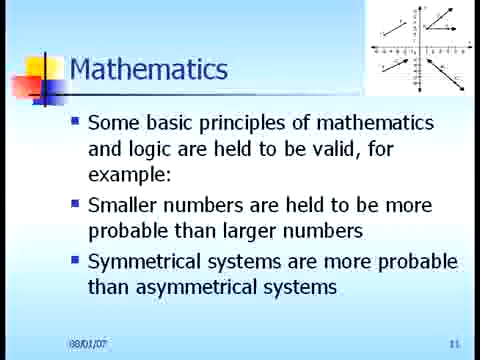 Mathematics
Some basic principles of mathematics
and logic are held to be valid, for
example:
Smaller numbers are held to be more
probable than larger numbers
Symmetrical systems are more probable
than asymmetrical systems
08/01/07
11